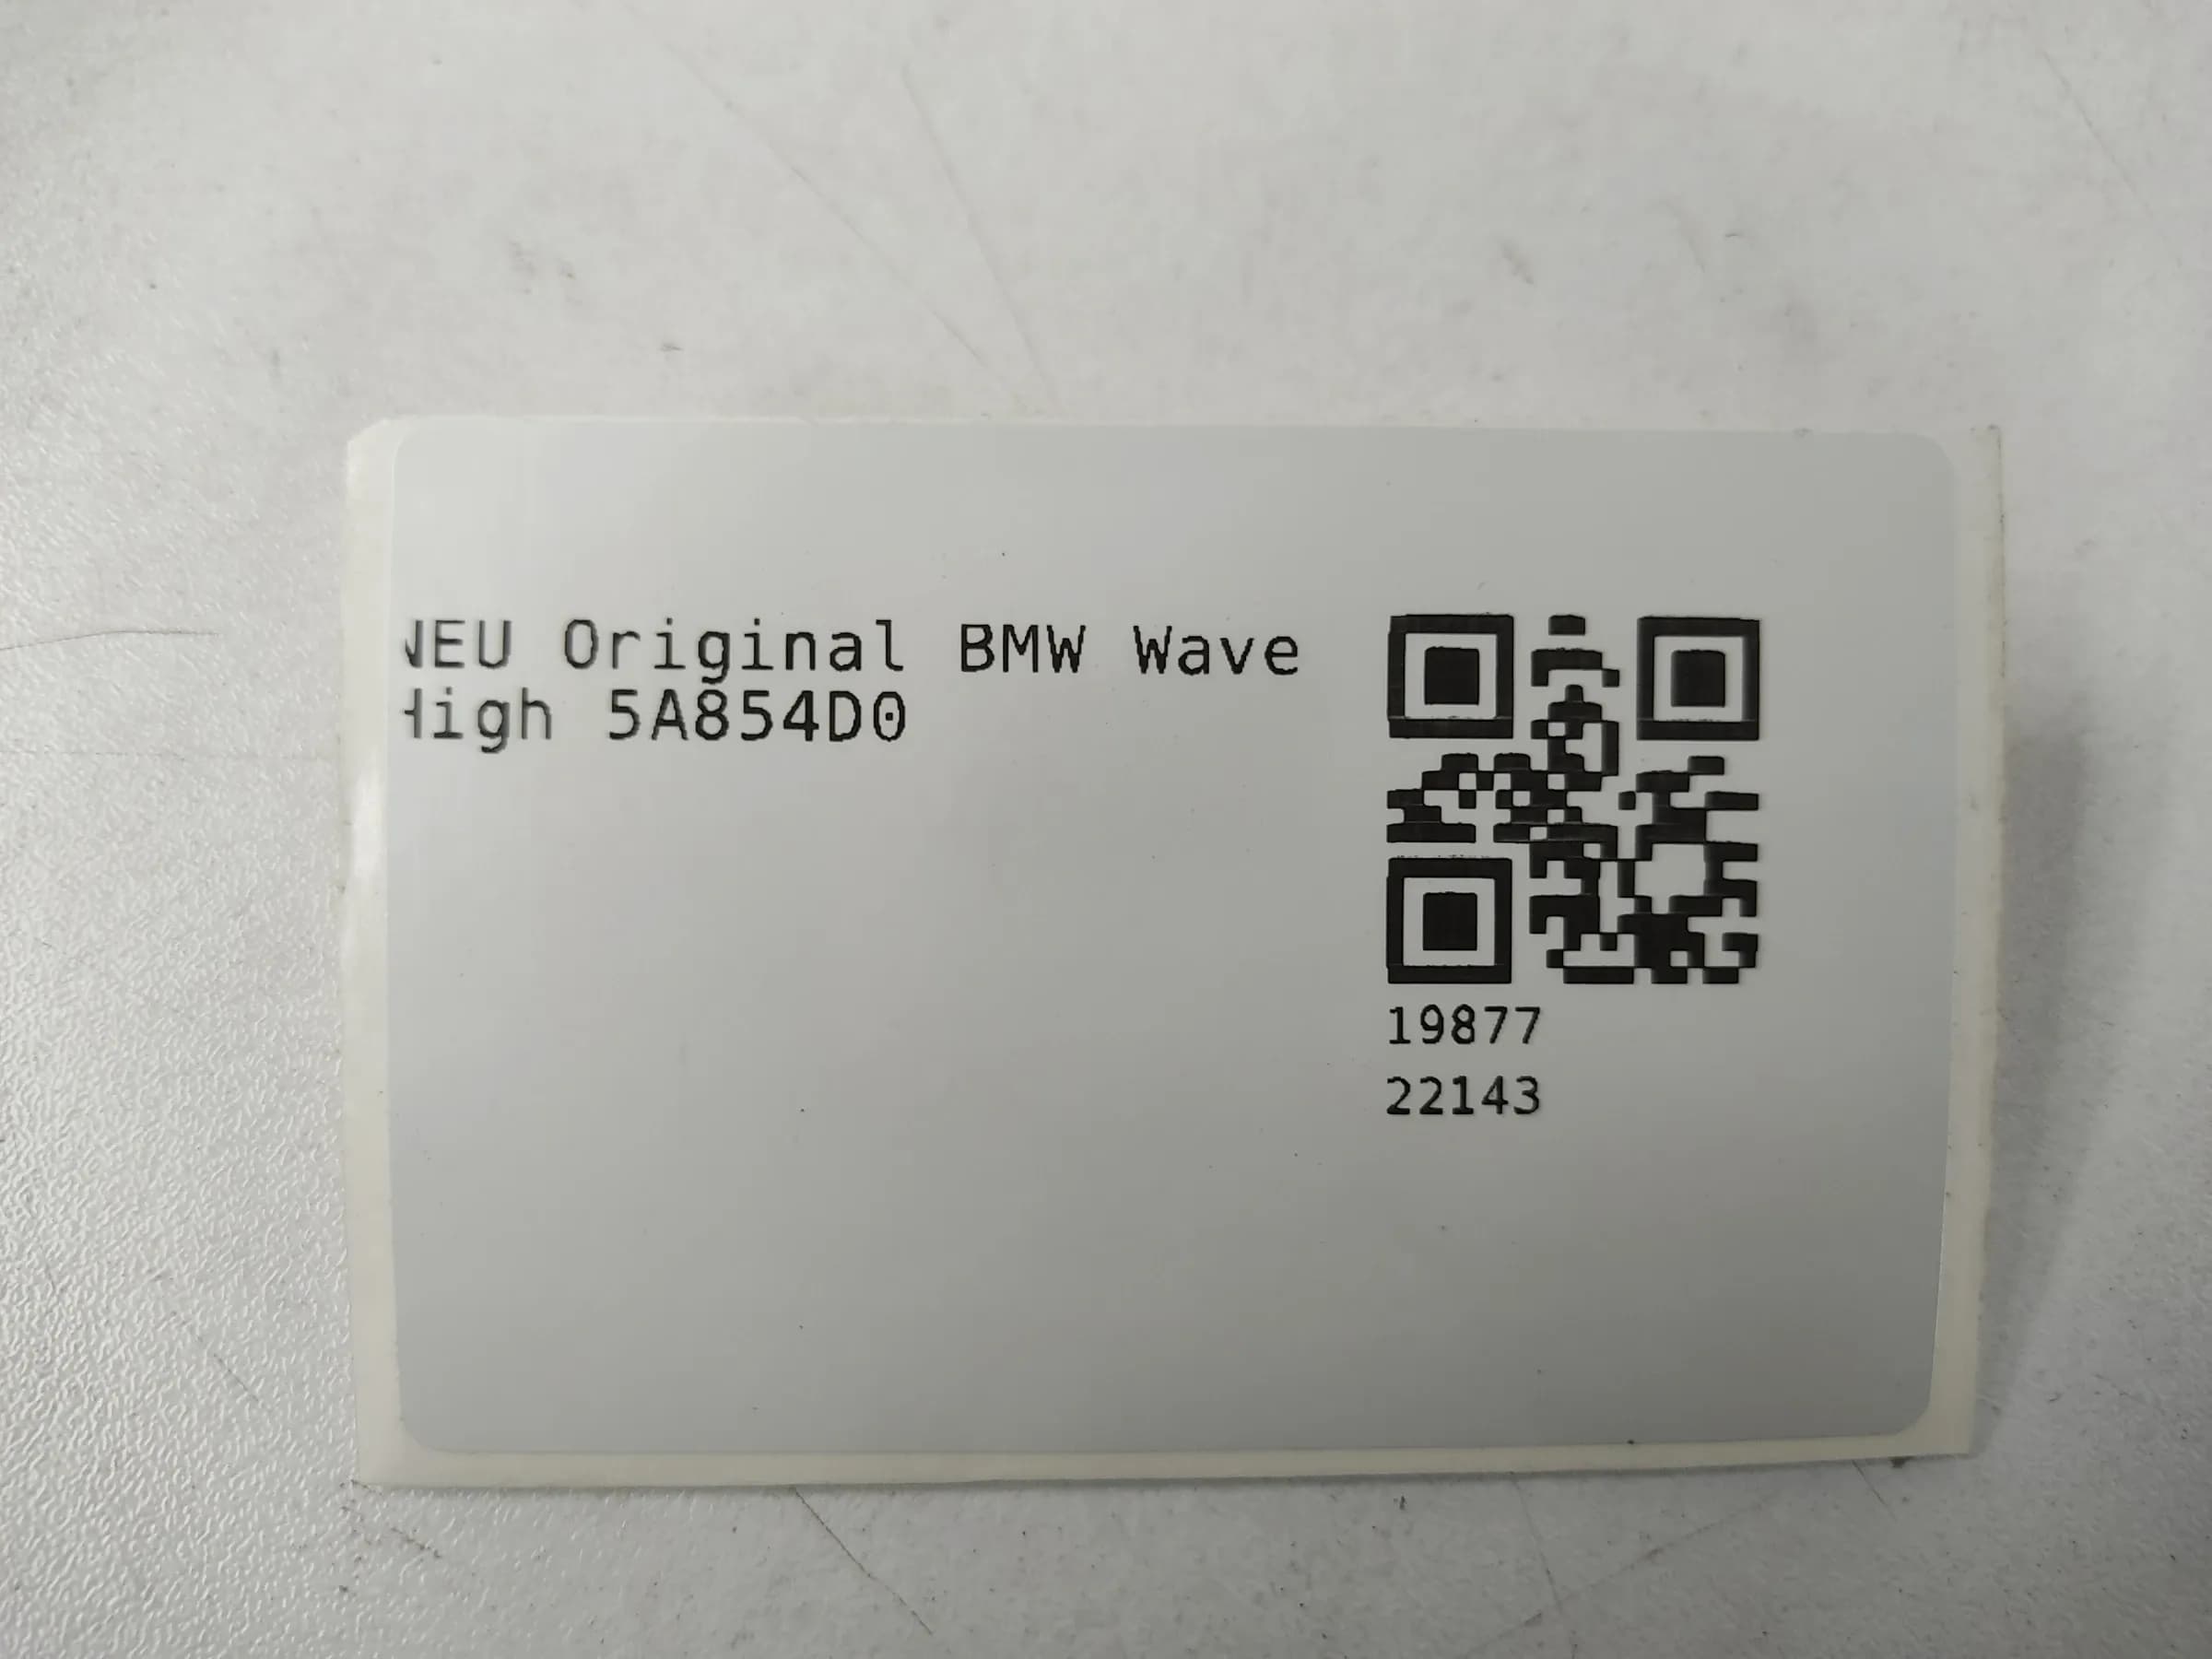 NEU Original BMW Wave
High 5A854D0
19877
22143